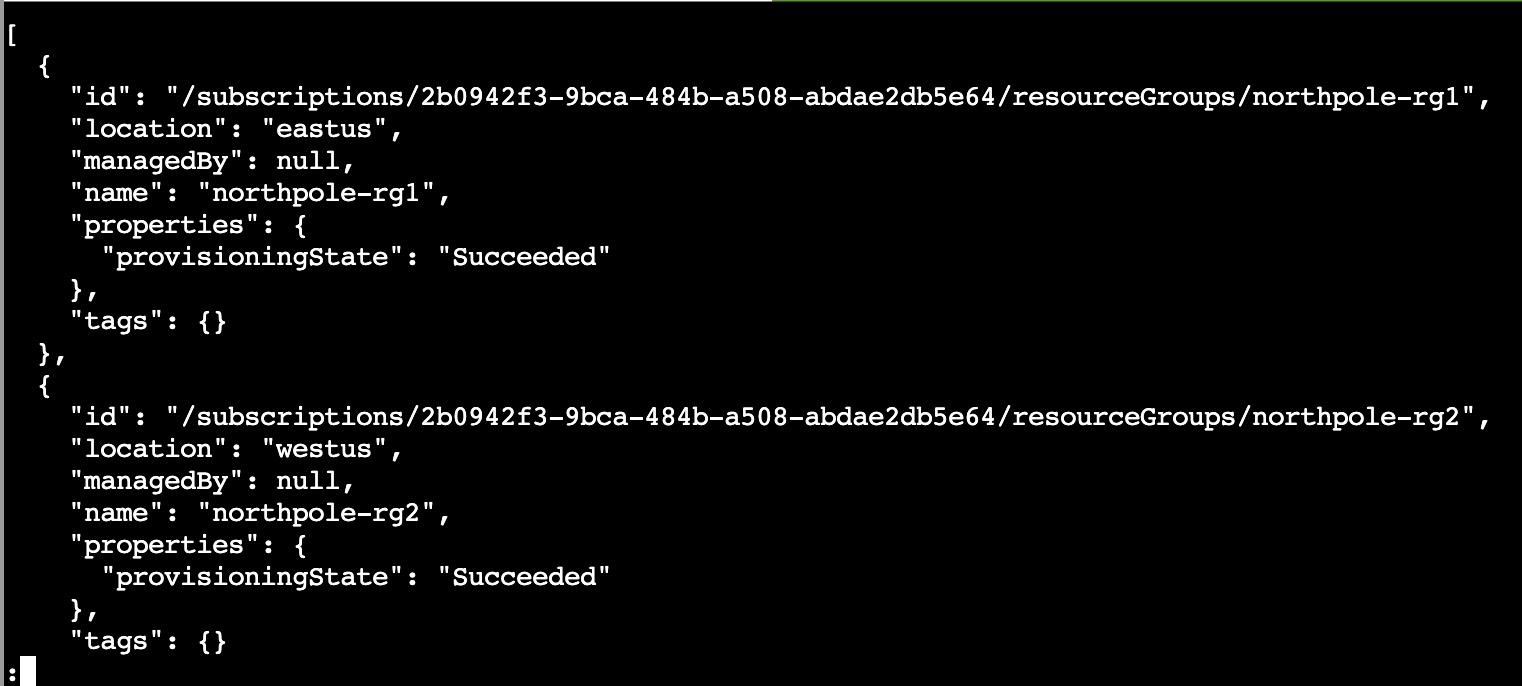 [
  {
    "id": "/subscriptions/2b0942f3-9bca-484b-a508-abdae2db5e64/resourceGroups/northpole-rg1",
    "location": "eastus",
    "managedBy": null,
    "name": "northpole-rg1",
    "properties": {
      "provisioningState": "Succeeded"
    },
    "tags": {}
  },
  {
    "id": "/subscriptions/2b0942f3-9bca-484b-a508-abdae2db5e64/resourceGroups/northpole-rg2",
    "location": "westus",
    "managedBy": null,
    "name": "northpole-rg2",
    "properties": {
      "provisioningState": "Succeeded"
    },
    "tags": {}
: